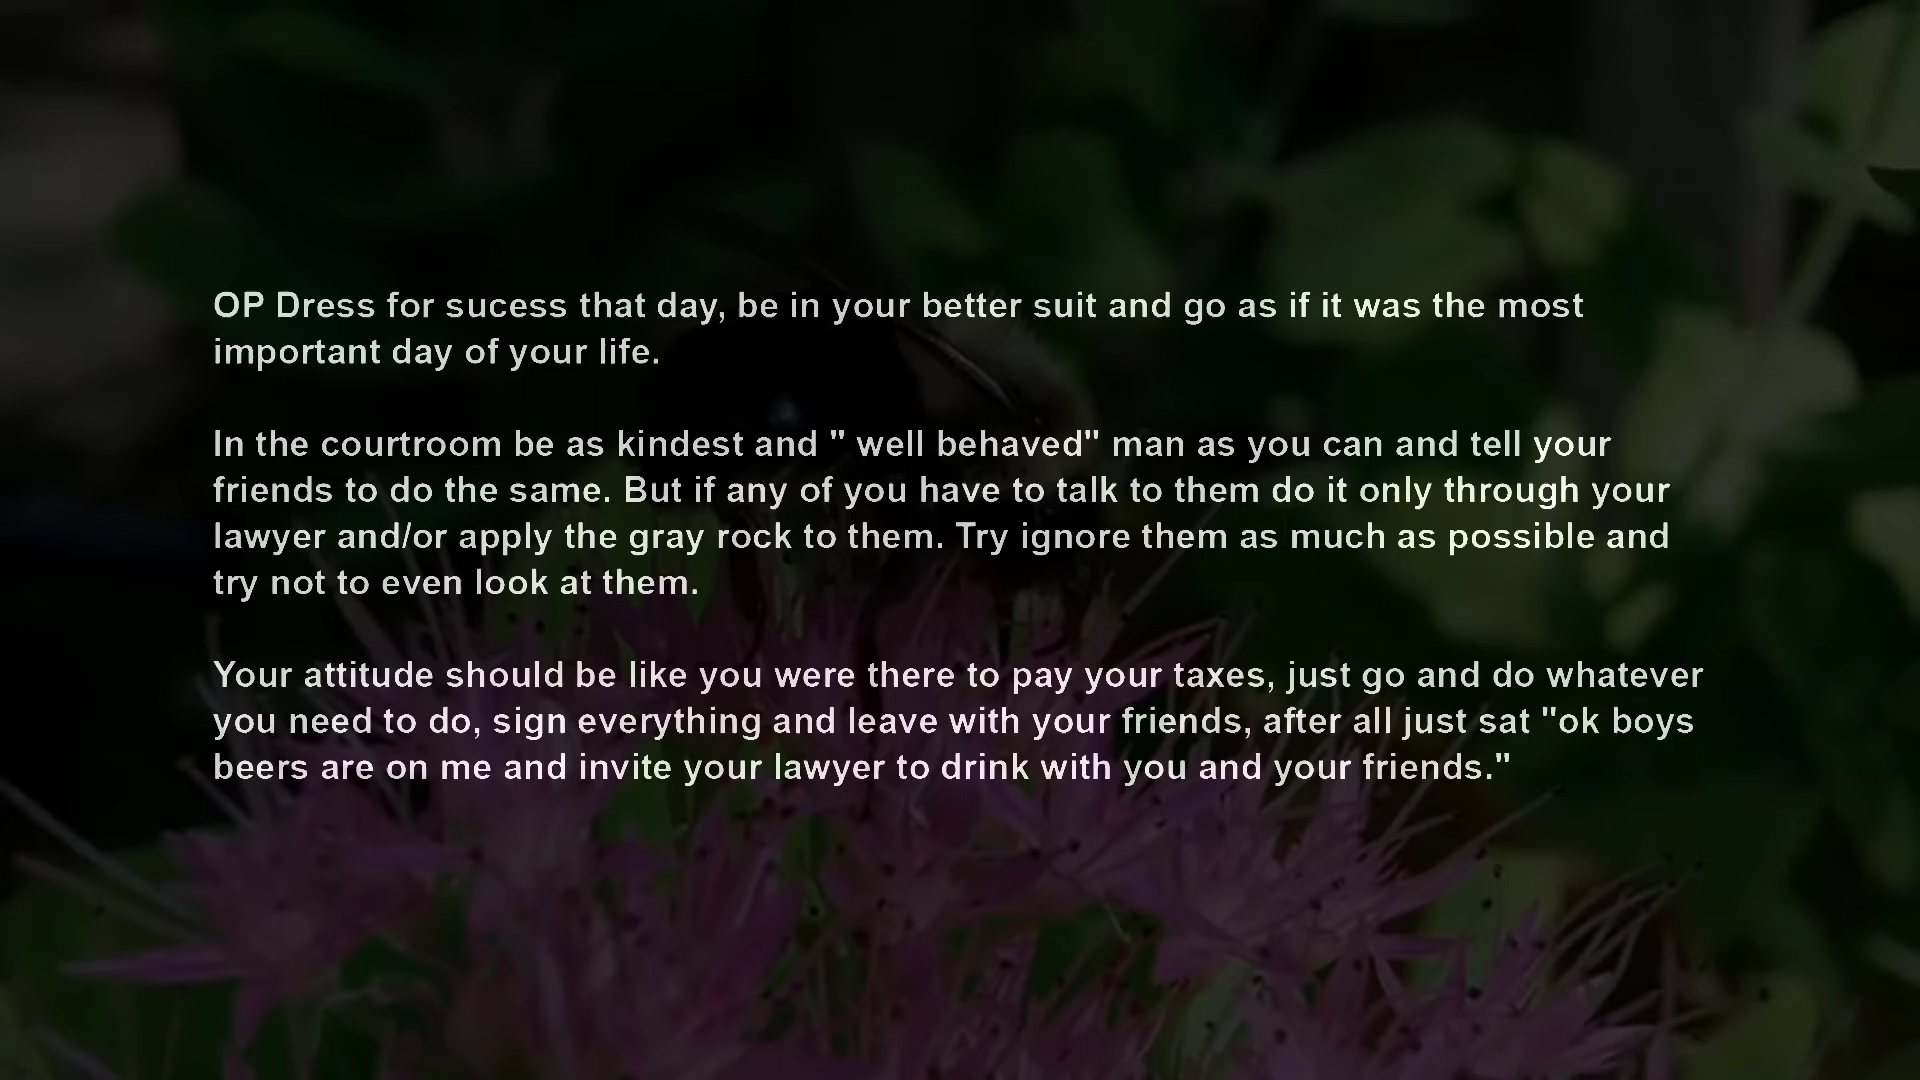 OP Dress for sucess that day, be in your better suit and go as if it was the most
important day of your life.
In the courtroom be as kindest and " well behaved" man as you can and tell your
friends to do the same. But if any of you have to talk to them do it only through your
lawyer and/or apply the gray rock to them. Try ignore them as much as possible and
try not to even look at them.
Your attitude should be like you were there to pay your taxes, just go and do whatever
you need to do, sign everything and leave with your friends, after all just sat "ok boys
beers are on me and invite your lawyer to drink with you and your friends."